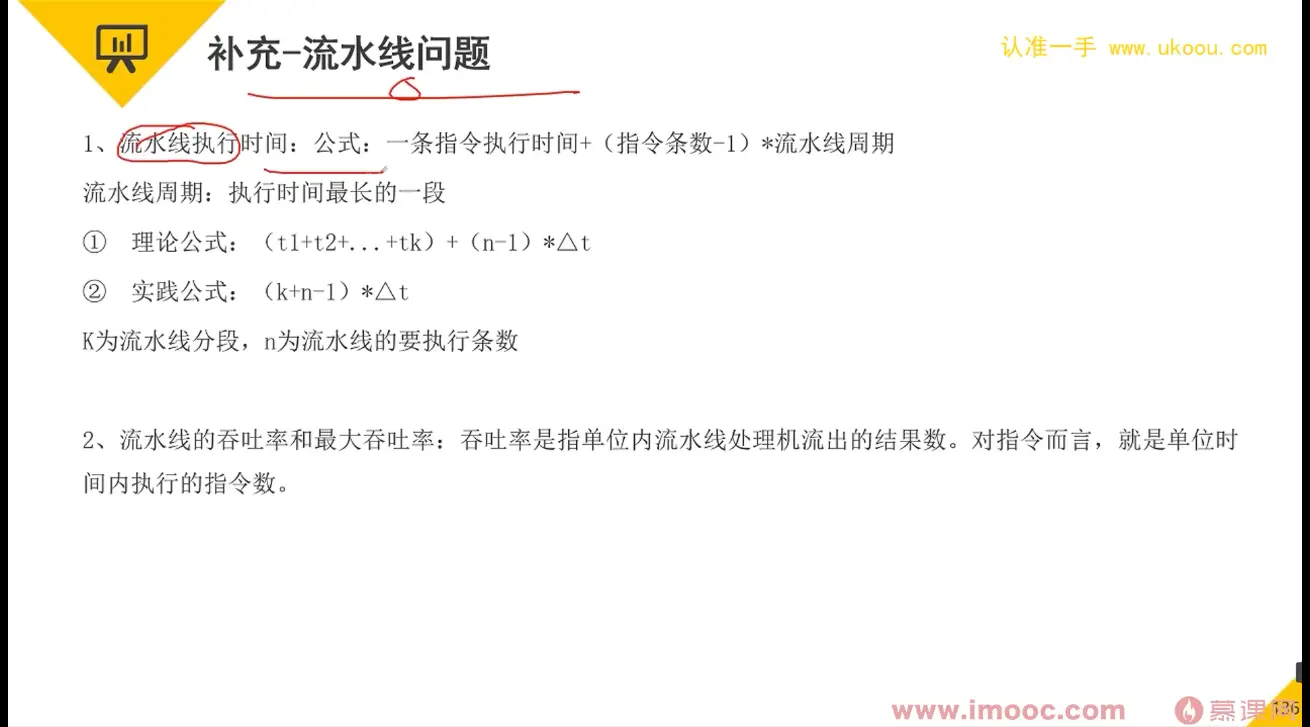 补充-流水线问题
认准一手 www.ukoou.com
1、流水线执行时间：公式：一条指令执行时间+（指令条数-1）*流水线周期
流水线周期：执行时间最长的一段
① 理论公式：（t1+t2+...+tk）+（n-1）*△t
② 实践公式：（k+n-1）*△t
K为流水线分段，n为流水线的要执行条数
2、流水线的吞吐率和最大吞吐率：吞吐率是指单位内流水线处理机流出的结果数。对指令而言，就是单位时
间内执行的指令数。
www.imooc.com
慕课